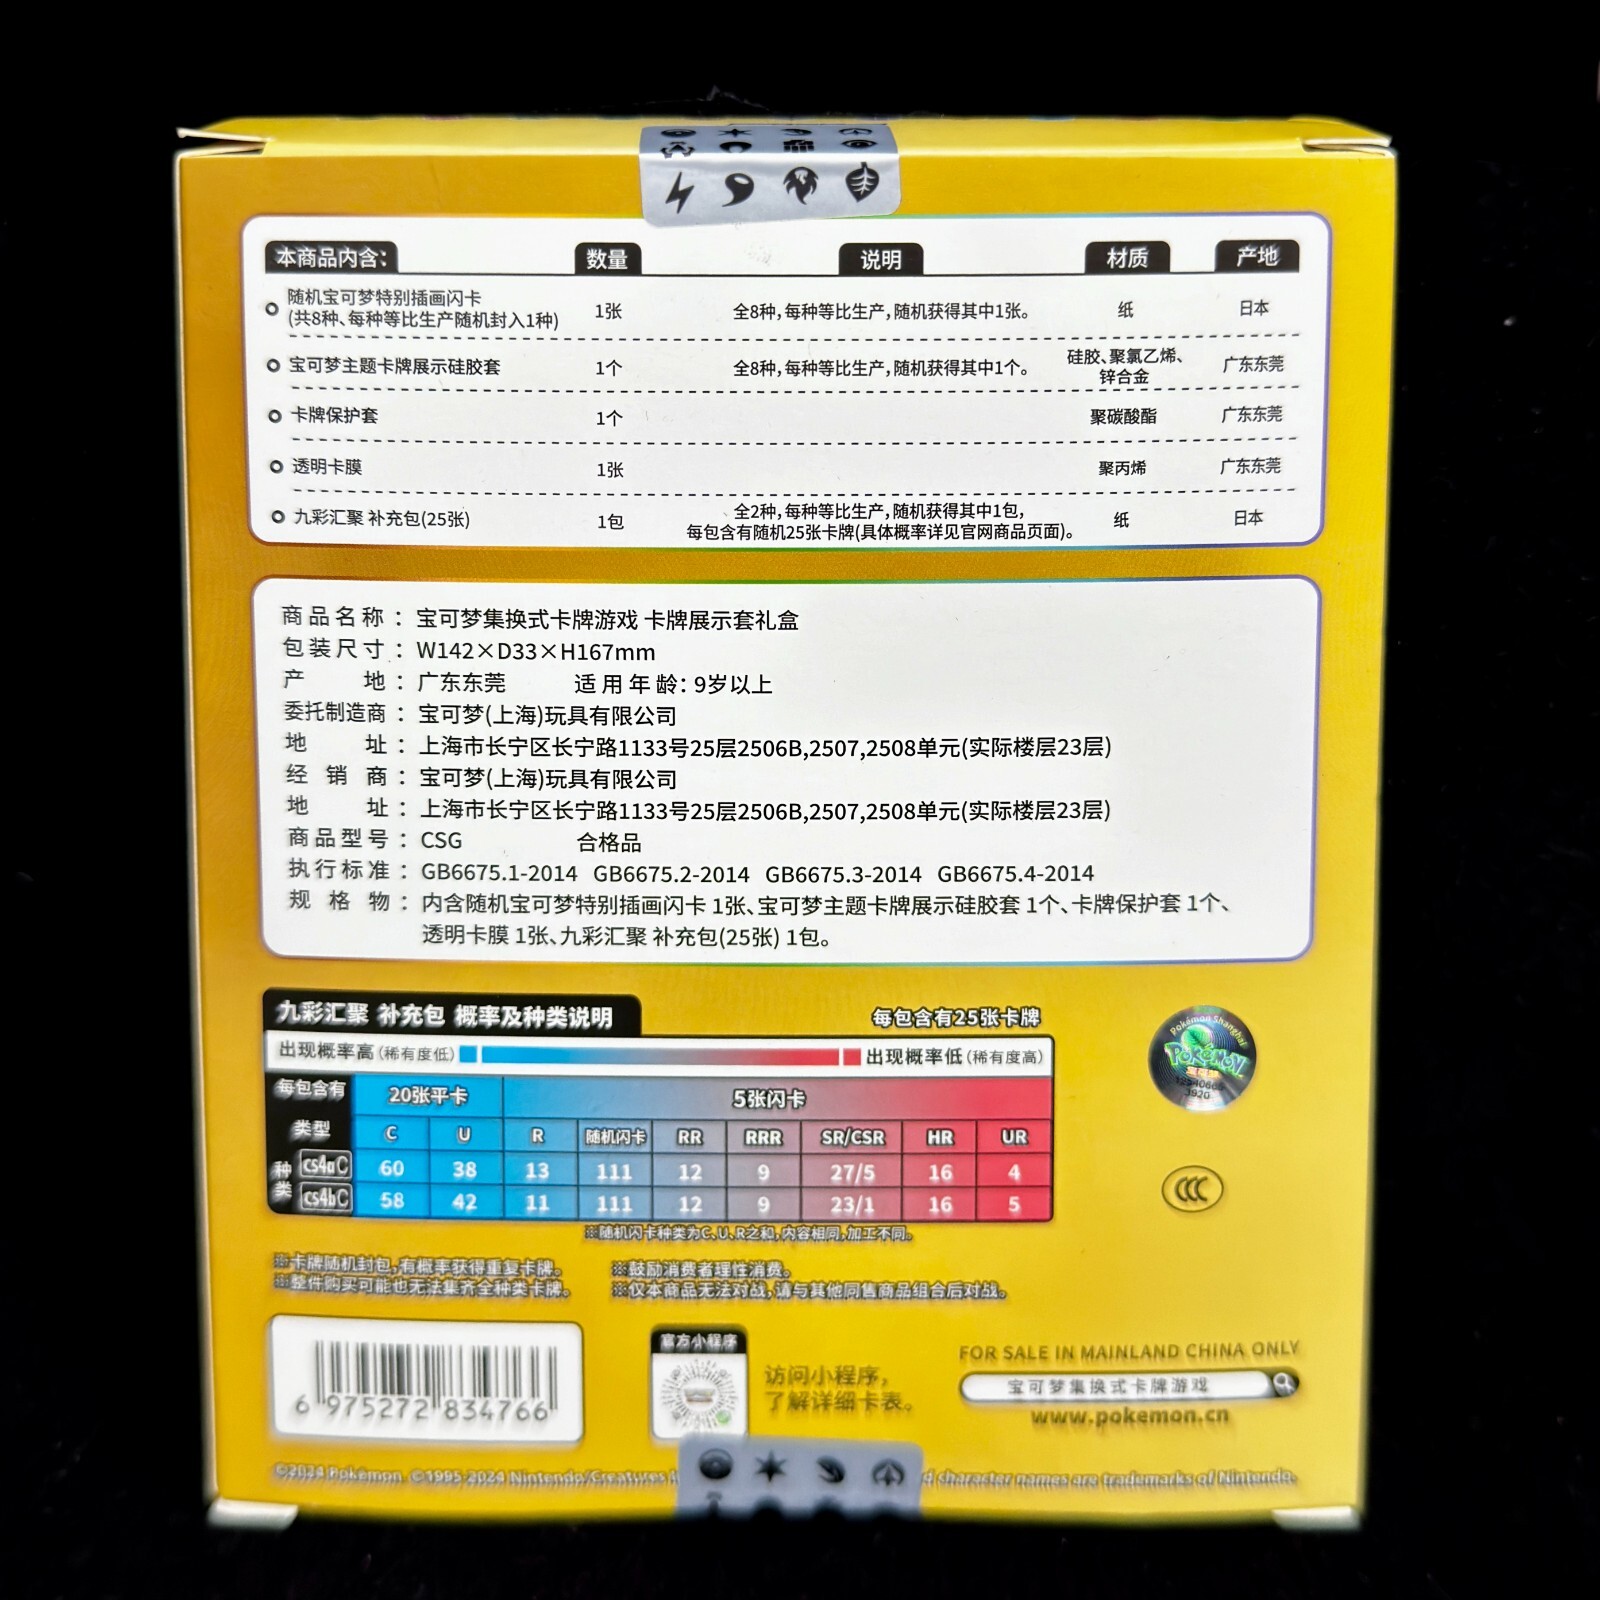 本商品内含： 数量 说明 材质 产地
随机宝可梦特别插画闪卡
(共8种、每种等比生产随机封入1种) 1张 全8种，每种等比生产，随机获得其中1张。 纸 日本
宝可梦主题卡牌展示硅胶套 1个 全8种，每种等比生产，随机获得其中1个。 硅胶、聚氯乙烯、 广东东莞
锌合金
卡牌保护套 1个 聚碳酸酯 广东东莞
透明卡膜 1张 聚丙烯 广东东莞
九彩汇聚 补充包(25张) 1包 全2种，每种等比生产，随机获得其中1包， 纸 日本
每包含有随机25张卡牌(具体概率详见官网商品页面)。
商品名称： 宝可梦集换式卡牌游戏 卡牌展示套礼盒
包装尺寸： W142×D33×H167mm
产地： 广东东莞 适用年龄：9岁以上
委托制造商： 宝可梦(上海)玩具有限公司
地址： 上海市长宁区长宁路1133号25层2506B,2507,2508单元(实际楼层23层)
经销商： 宝可梦(上海)玩具有限公司
地址： 上海市长宁区长宁路1133号25层2506B,2507,2508单元(实际楼层23层)
商品型号： CSG 合格品
执行标准： GB6675.1-2014 GB6675.2-2014 GB6675.3-2014 GB6675.4-2014
规格物： 内含随机宝可梦特别插画闪卡 1张、宝可梦主题卡牌展示硅胶套 1个、卡牌保护套 1个、
透明卡膜 1张、九彩汇聚 补充包(25张) 1包。
九彩汇聚 补充包 概率及种类说明 每包含有25张卡牌
出现概率高(稀有度低) 出现概率低(稀有度高)
每包含有 20张平卡 5张闪卡
类型 C U R 随机闪卡 RR RRR SR/CSR HR UR
种类 cs4aC 60 38 13 111 12 9 27/5 16 4
cs4bC 58 42 11 111 12 9 23/1 16 5
※随机闪卡种类为C、U、R之和，内容相同，加工不同。
Pokémon Shanghai
POKÉMON
CCC
※卡牌随机封包，有概率获得重复卡牌。 ※鼓励消费者理性消费。
※整件购买可能也无法集齐全种类卡牌。 ※仅本商品无法对战，请与其他同售商品组合后对战。
6 975272 834766
官方小程序
访问小程序，
了解详细卡表。
FOR SALE IN MAINLAND CHINA ONLY
宝可梦集换式卡牌游戏
www.pokemon.cn
©2024 Pokémon. ©1995-2024 Nintendo/Creatures d character names are trademarks of Nintendo.